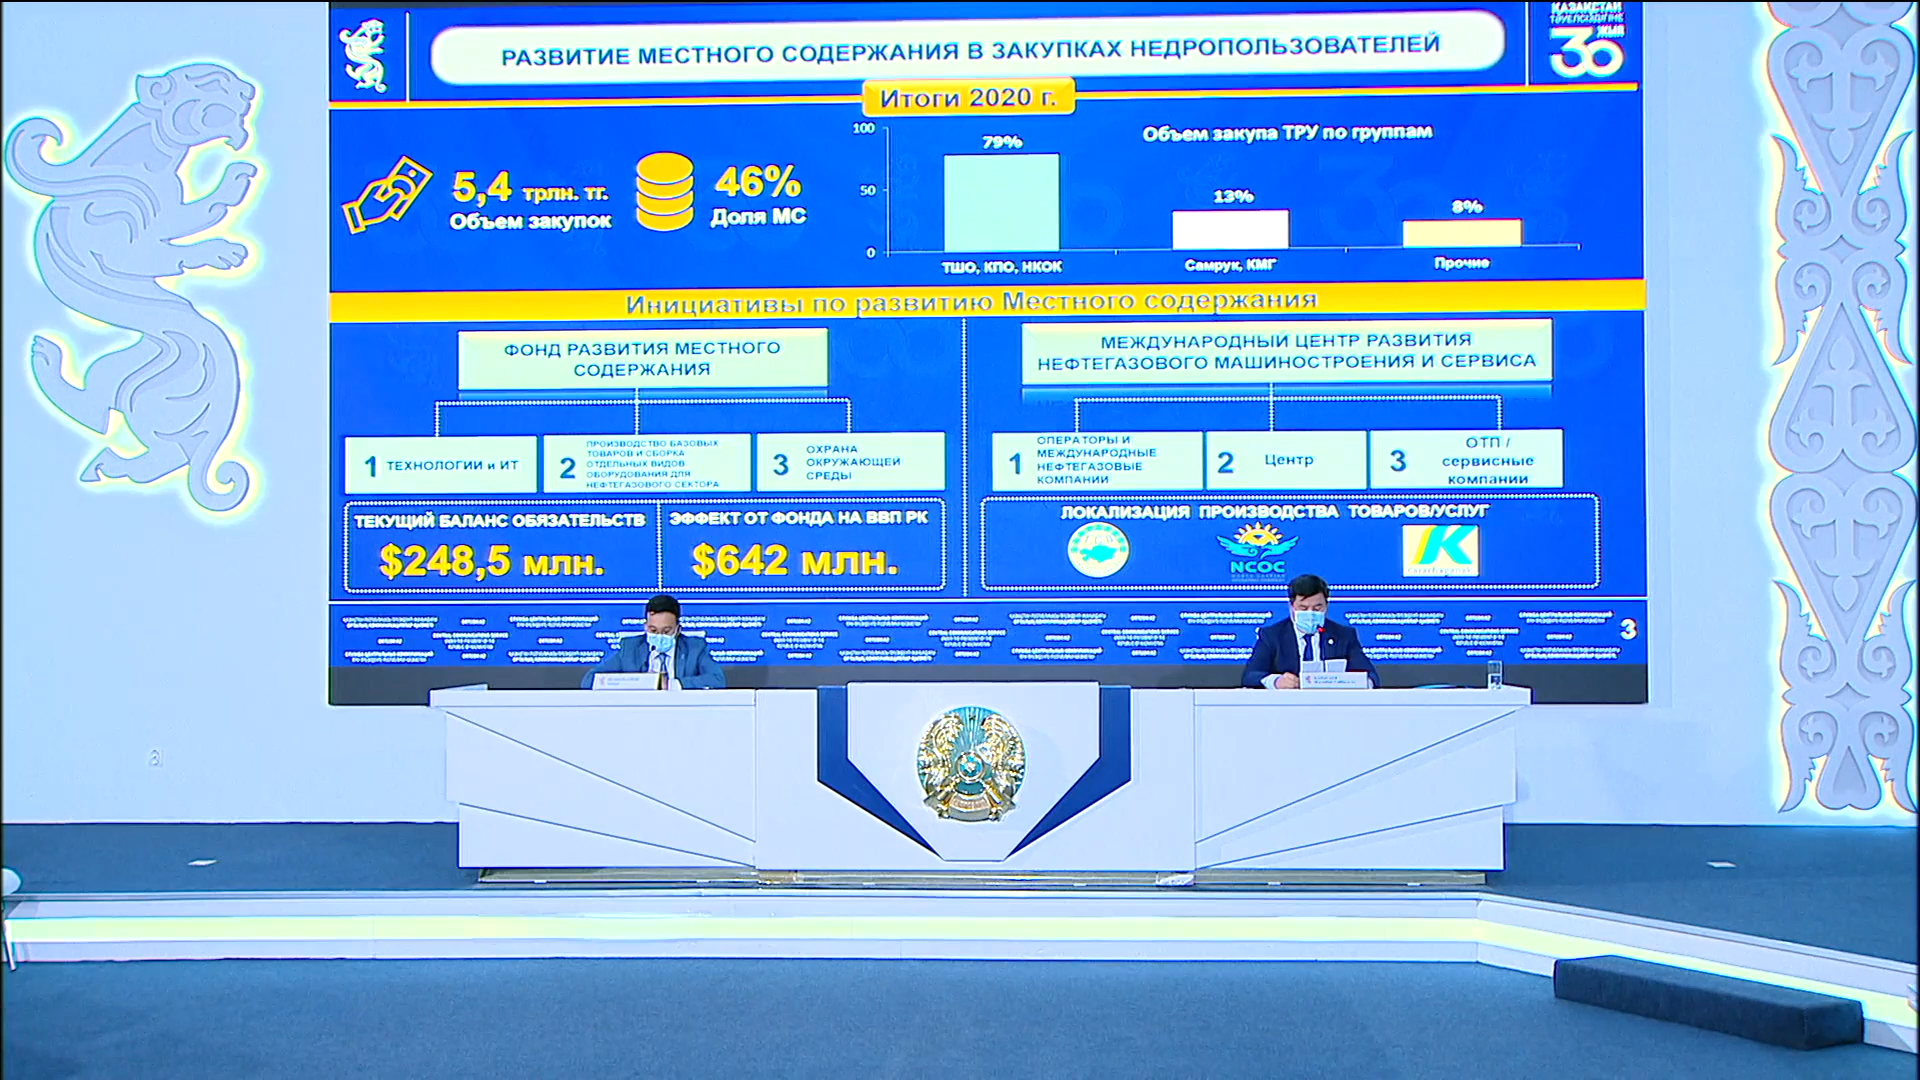 РАЗВИТИЕ МЕСТНОГО СОДЕРЖАНИЯ В ЗАКУПКАХ НЕДРОПОЛЬЗОВАТЕЛЕЙ
ҚАЗАҚСТАН
ТӘУЕЛСІЗДІГІНЕ
30 ЖЫЛ
Итоги 2020 г.
5,4 трлн. тг.
Объем закупок
46%
Доля МС
Объем закупа ТРУ по группам
100
50
0
79%
13%
8%
ТШО, КПО, НКОК
Самрук, КМГ
Прочие
Инициативы по развитию Местного содержания
ФОНД РАЗВИТИЯ МЕСТНОГО
СОДЕРЖАНИЯ
1 ТЕХНОЛОГИИ и ИТ
2
ПРОИЗВОДСТВО БАЗОВЫХ
ТОВАРОВ И СБОРКА
ОТДЕЛЬНЫХ ВИДОВ
ОБОРУДОВАНИЯ ДЛЯ
НЕФТЕГАЗОВОГО СЕКТОРА
3
ОХРАНА
ОКРУЖАЮЩЕЙ
СРЕДЫ
ТЕКУЩИЙ БАЛАНС ОБЯЗАТЕЛЬСТВ
$248,5 млн.
ЭФФЕКТ ОТ ФОНДА НА ВВП РК
$642 млн.
МЕЖДУНАРОДНЫЙ ЦЕНТР РАЗВИТИЯ
НЕФТЕГАЗОВОГО МАШИНОСТРОЕНИЯ И СЕРВИСА
1
ОПЕРАТОРЫ И
МЕЖДУНАРОДНЫЕ
НЕФТЕГАЗОВЫЕ
КОМПАНИИ
2 Центр
3
ОТП /
сервисные
компании
ЛОКАЛИЗАЦИЯ ПРОИЗВОДСТВА ТОВАРОВ/УСЛУГ
NCOC
Karachaganak
3